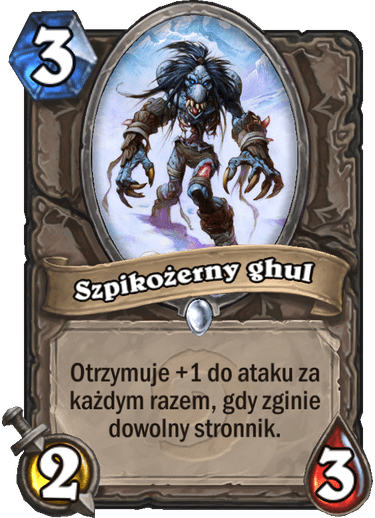 3
Szpikożerny ghul
Otrzymuje +1 do ataku za
każdym razem, gdy zginie
dowolny stronnik.
2
3